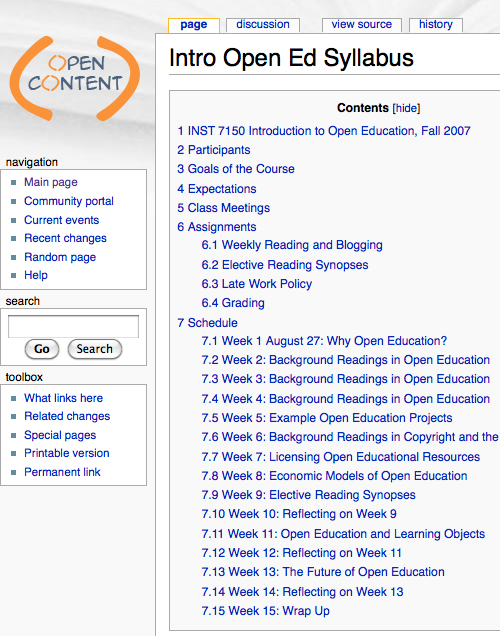 page
discussion
view source
history
OPEN
CONTENT
Intro Open Ed Syllabus
Contents [hide]
1 INST 7150 Introduction to Open Education, Fall 2007
2 Participants
3 Goals of the Course
4 Expectations
5 Class Meetings
6 Assignments
6.1 Weekly Reading and Blogging
6.2 Elective Reading Synopses
6.3 Late Work Policy
6.4 Grading
7 Schedule
7.1 Week 1 August 27: Why Open Education?
7.2 Week 2: Background Readings in Open Education
7.3 Week 3: Background Readings in Open Education
7.4 Week 4: Background Readings in Open Education
7.5 Week 5: Example Open Education Projects
7.6 Week 6: Background Readings in Copyright and the
7.7 Week 7: Licensing Open Educational Resources
7.8 Week 8: Economic Models of Open Education
7.9 Week 9: Elective Reading Synopses
7.10 Week 10: Reflecting on Week 9
7.11 Week 11: Open Education and Learning Objects
7.12 Week 12: Reflecting on Week 11
7.13 Week 13: The Future of Open Education
7.14 Week 14: Reflecting on Week 13
7.15 Week 15: Wrap Up
navigation
Main page
Community portal
Current events
Recent changes
Random page
Help
search
Go
Search
toolbox
What links here
Related changes
Special pages
Printable version
Permanent link